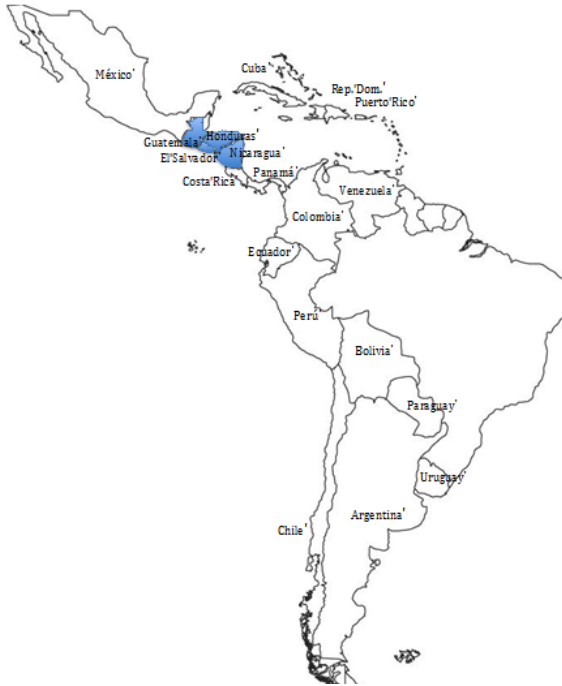 Cuba'
México'
Rep.'Dom.'
Puerto'Rico'
Honduras'
Guatemala'
Nicaragua'
El'Salvador'
Panamá'
Costa'Rica'
Venezuela'
Colombia'
Equador'
Perú'
Bolivia'
Paraguay'
Uruguay'
Argentina'
Chile'